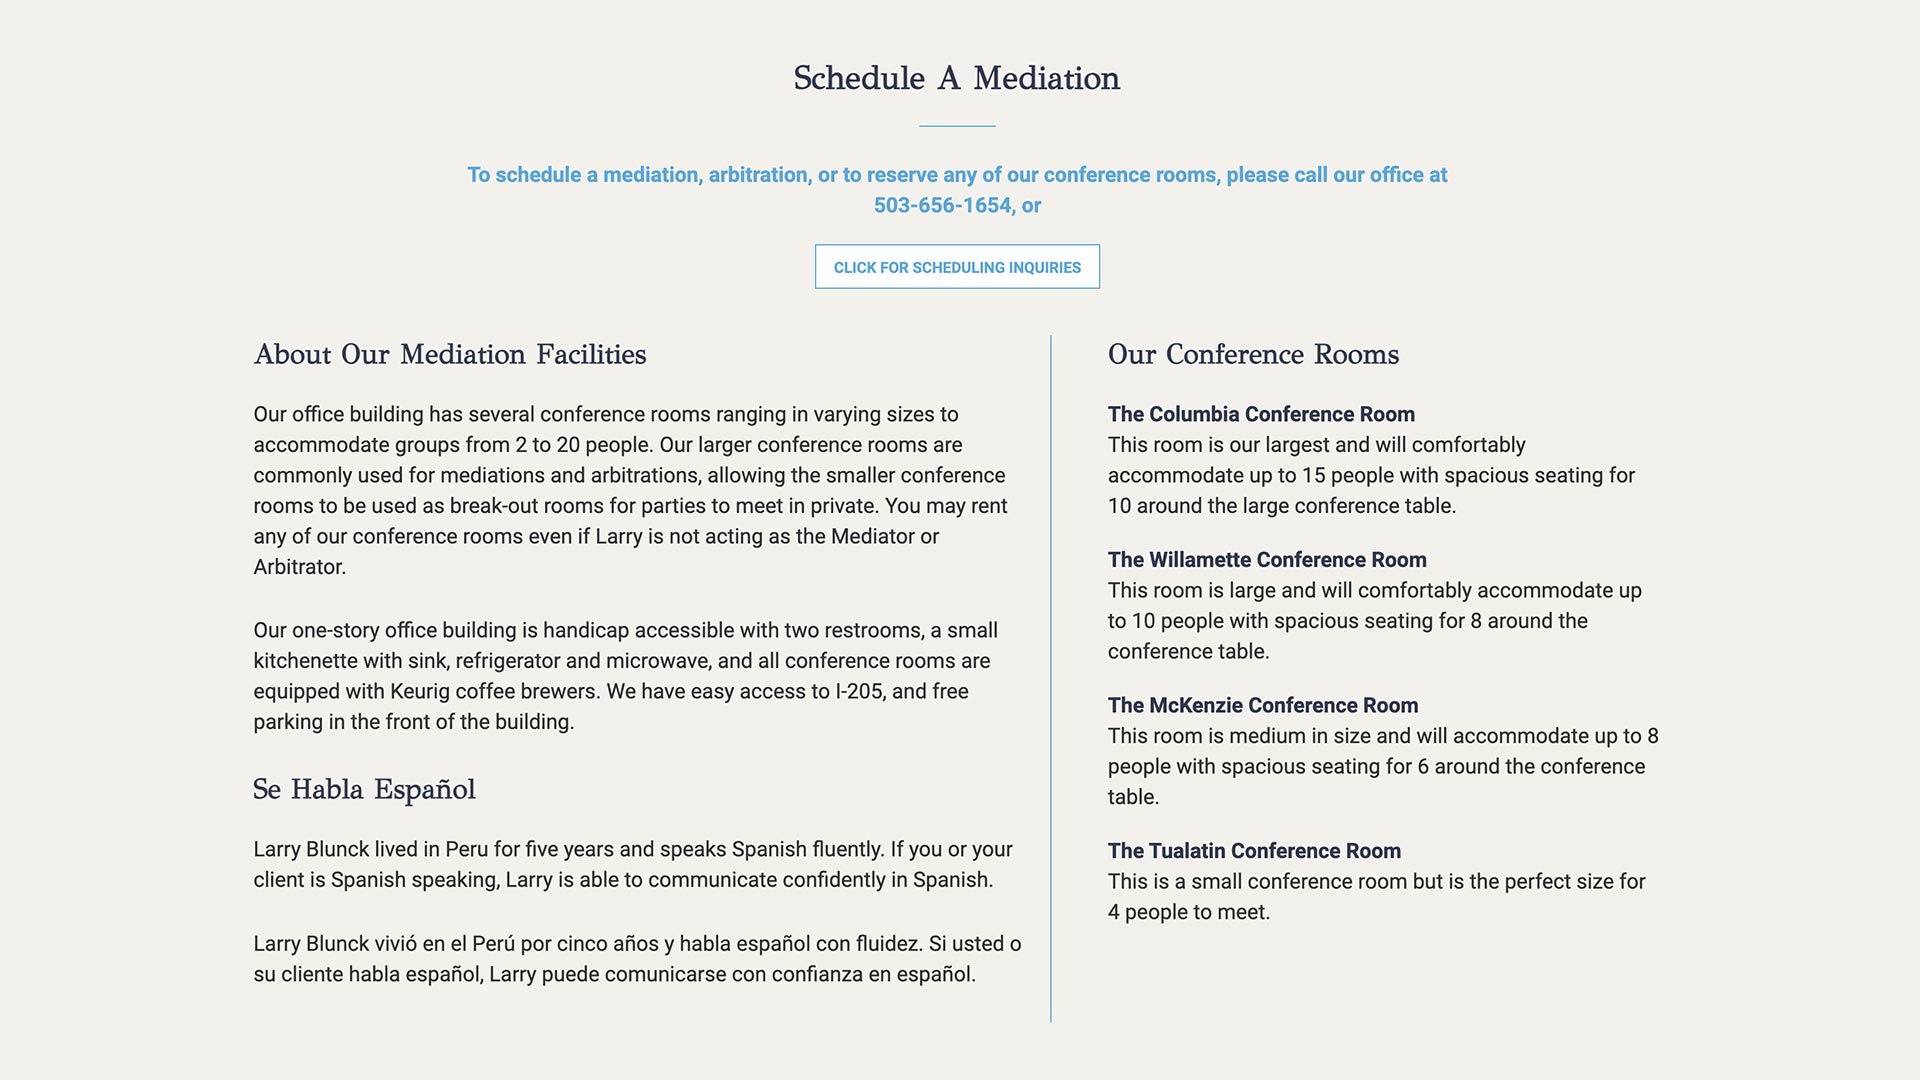 Schedule A Mediation
To schedule a mediation, arbitration, or to reserve any of our conference rooms, please call our office at
503-656-1654, or
CLICK FOR SCHEDULING INQUIRIES
About Our Mediation Facilities
Our office building has several conference rooms ranging in varying sizes to
accommodate groups from 2 to 20 people. Our larger conference rooms are
commonly used for mediations and arbitrations, allowing the smaller conference
rooms to be used as break-out rooms for parties to meet in private. You may rent
any of our conference rooms even if Larry is not acting as the Mediator or
Arbitrator.
Our one-story office building is handicap accessible with two restrooms, a small
kitchenette with sink, refrigerator and microwave, and all conference rooms are
equipped with Keurig coffee brewers. We have easy access to I-205, and free
parking in the front of the building.
Se Habla Español
Larry Blunck lived in Peru for five years and speaks Spanish fluently. If you or your
client is Spanish speaking, Larry is able to communicate confidently in Spanish.
Larry Blunck vivió en el Perú por cinco años y habla español con fluidez. Si usted o
su cliente habla español, Larry puede comunicarse con confianza en español.
Our Conference Rooms
The Columbia Conference Room
This room is our largest and will comfortably
accommodate up to 15 people with spacious seating for
10 around the large conference table.
The Willamette Conference Room
This room is large and will comfortably accommodate up
to 10 people with spacious seating for 8 around the
conference table.
The McKenzie Conference Room
This room is medium in size and will accommodate up to 8
people with spacious seating for 6 around the conference
table.
The Tualatin Conference Room
This is a small conference room but is the perfect size for
4 people to meet.